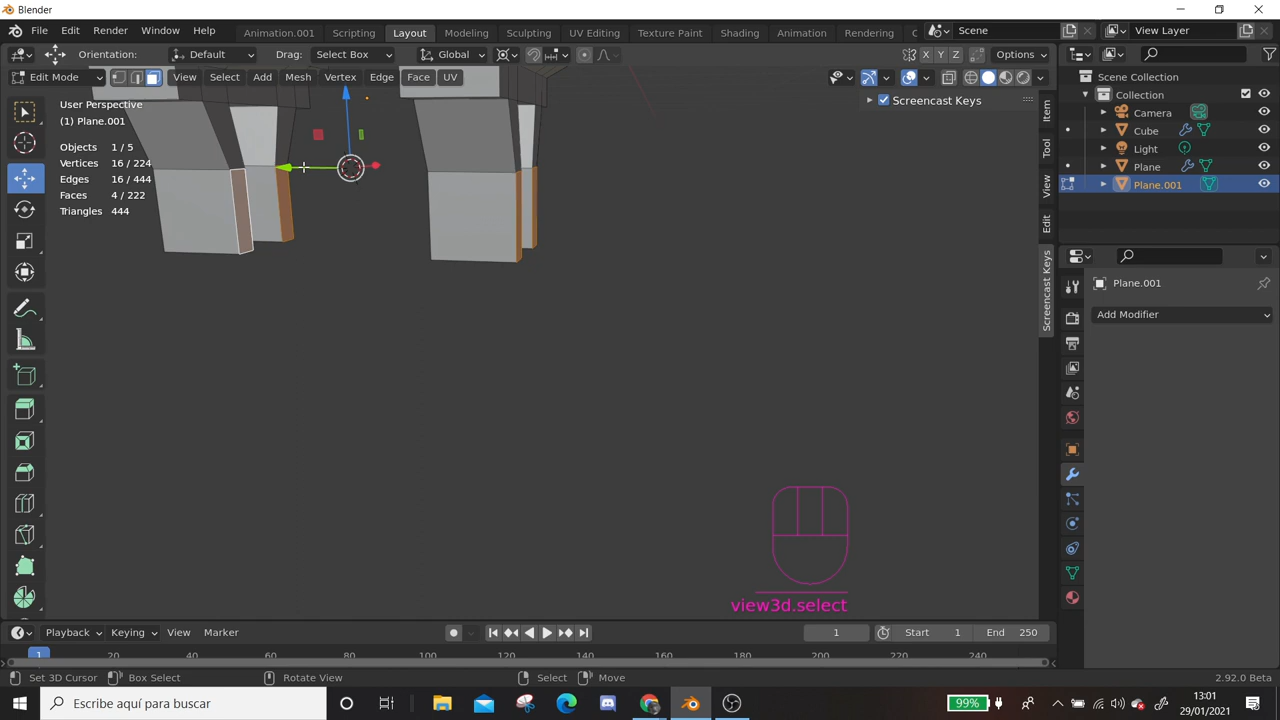 Blender
File Edit Render Window Help Animation.001 Scripting Layout Modeling Sculpting UV Editing Texture Paint Shading Animation Rendering C Scene View Layer
Orientation: Default Drag: Select Box Global X Y Z Options
Edit Mode View Select Add Mesh Vertex Edge Face UV
User Perspective
(1) Plane.001
Objects 1 / 5
Vertices 16 / 224
Edges 16 / 444
Faces 4 / 222
Triangles 444
Screencast Keys
Item
Tool
View
Edit
Screencast Keys
Scene Collection
Collection
Camera
Cube
Light
Plane
Plane.001
Plane.001
Add Modifier
view3d.select
Playback Keying View Marker 1 Start 1 End 250
1 20 40 60 80 100 120 140 160 180 200 220 240
Set 3D Cursor Box Select Rotate View Select Move 2.92.0 Beta
Escribe aquí para buscar 99% 13:01
29/01/2021